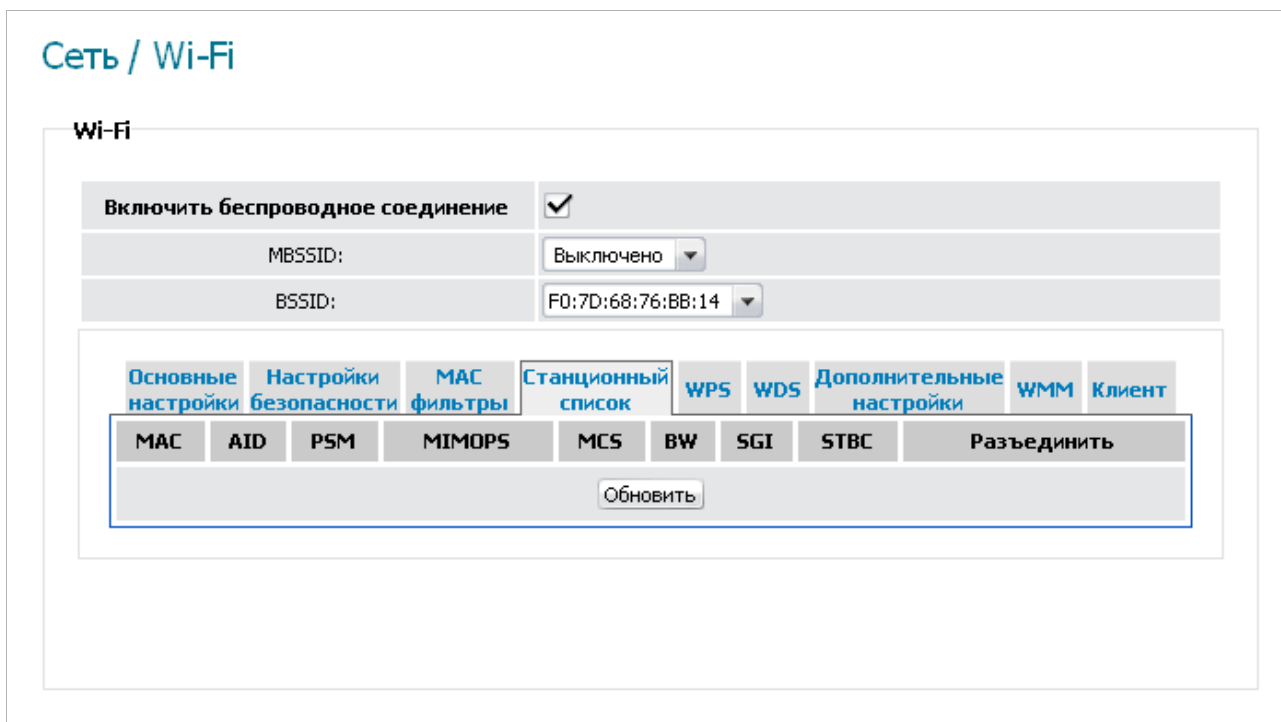 Сеть / Wi-Fi
Wi-Fi
Включить беспроводное соединение
MBSSID: Выключено
BSSID: F0:7D:68:76:BB:14
Основные настройки Настройки безопасности MAC фильтры Станционный список WPS WDS Дополнительные настройки WMM Клиент
MAC AID PSM MIMOPS MCS BW SGI STBC Разъединить
Обновить